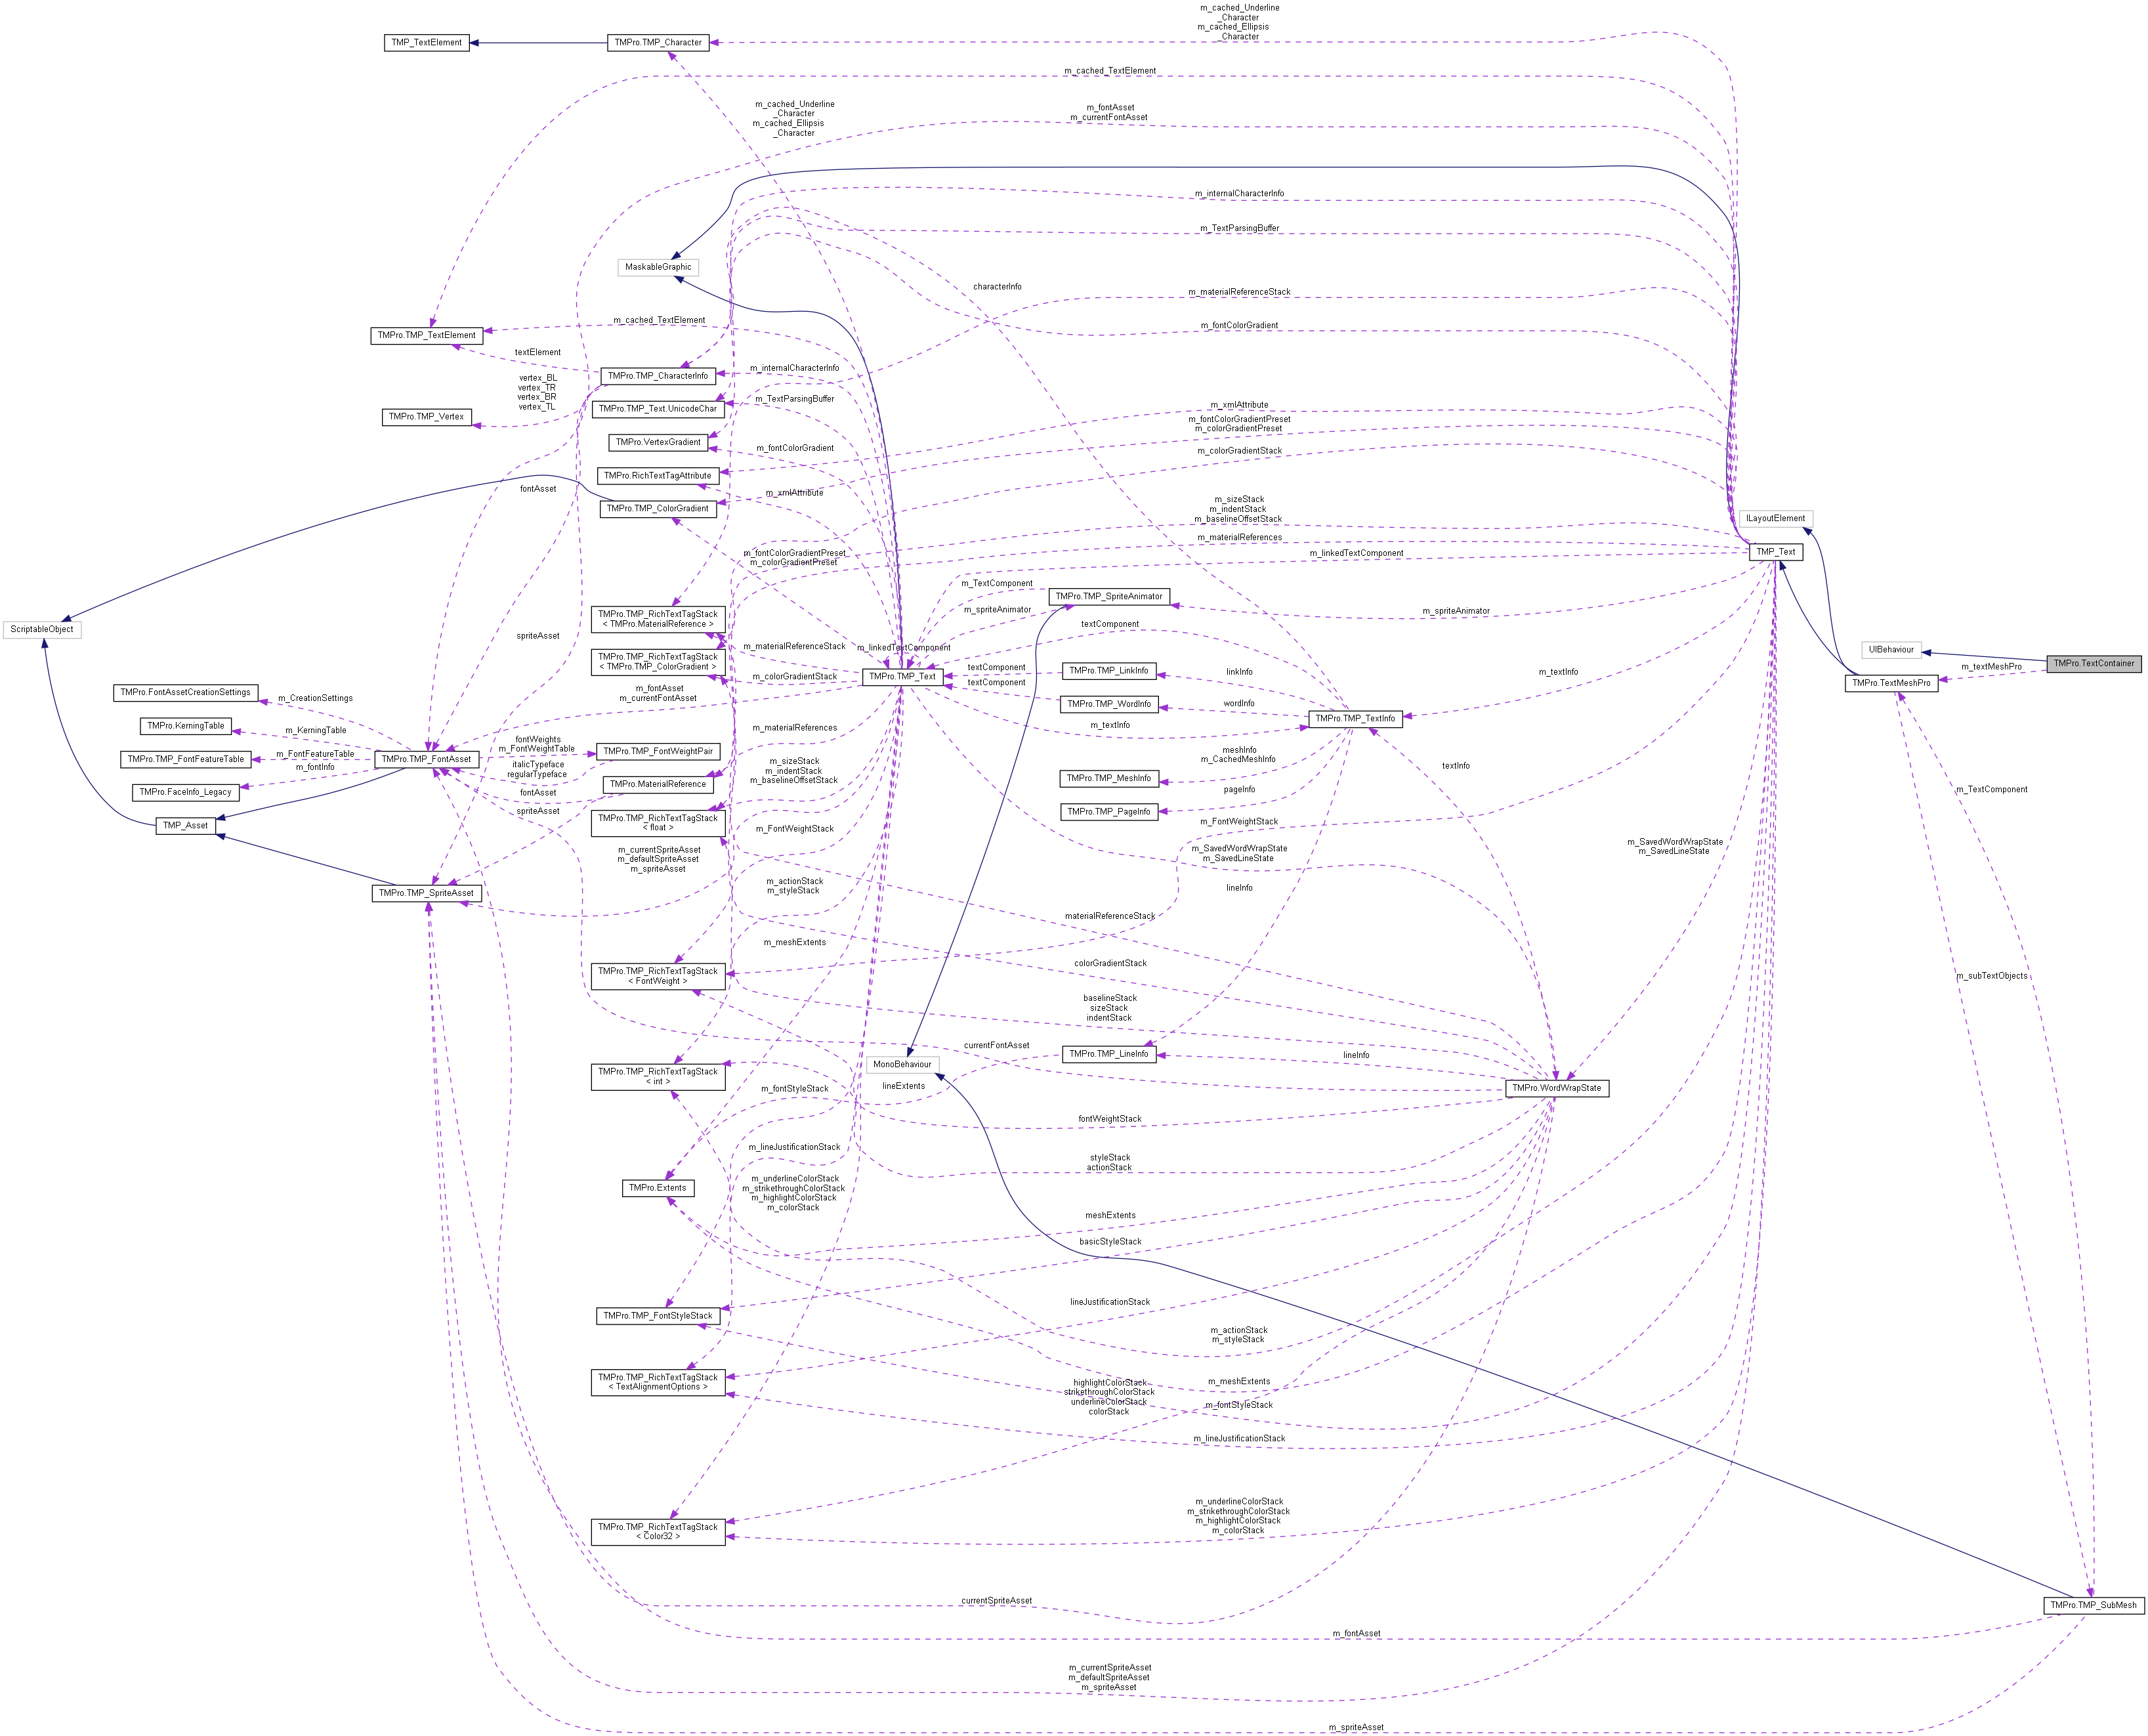 m_cached_Underline
_Character
m_cached_Ellipsis
_Character
TMP_TextElement
TMPro.TMP_Character
m_cached_TextElement
m_cached_Underline
_Character
m_cached_Ellipsis
_Character
m_fontAsset
m_currentFontAsset
m_internalCharacterInfo
m_TextParsingBuffer
MaskableGraphic
characterInfo
m_materialReferenceStack
m_cached_TextElement
m_fontColorGradient
TMPro.TMP_TextElement
textElement
m_internalCharacterInfo
TMPro.TMP_CharacterInfo
vertex_BL
vertex_TR
vertex_BR
vertex_TL
TMPro.TMP_Vertex
TMPro.TMP_Text.UnicodeChar
m_TextParsingBuffer
m_xmlAttribute
TMPro.VertexGradient
m_fontColorGradient
m_fontColorGradientPreset
m_colorGradientPreset
m_colorGradientStack
TMPro.RichTextTagAttribute
fontAsset
m_xmlAttribute
TMPro.TMP_ColorGradient
m_sizeStack
m_indentStack
m_baselineOffsetStack
ILayoutElement
m_materialReferences
m_fontColorGradientPreset
m_colorGradientPreset
m_linkedTextComponent
TMP_Text
m_TextComponent
TMPro.TMP_SpriteAnimator
m_spriteAnimator
m_spriteAnimator
TMPro.TMP_RichTextTagStack
< TMPro.MaterialReference >
ScriptableObject
spriteAsset
textComponent
m_materialReferenceStack
m_linkedTextComponent
UIBehaviour
TMPro.TextContainer
m_textMeshPro
TMPro.TMP_RichTextTagStack
< TMPro.TMP_ColorGradient >
m_colorGradientStack
TMPro.TMP_Text
textComponent
textComponent
TMPro.TMP_LinkInfo
linkInfo
m_textInfo
TMPro.TextMeshPro
TMPro.FontAssetCreationSettings
m_CreationSettings
m_fontAsset
m_currentFontAsset
TMPro.TMP_WordInfo
wordInfo
TMPro.TMP_TextInfo
TMPro.KerningTable
m_KerningTable
m_materialReferences
m_textInfo
fontWeights
m_FontWeightTable
TMPro.TMP_FontWeightPair
TMPro.TMP_FontFeatureTable
m_FontFeatureTable
TMPro.TMP_FontAsset
italicTypeface
regularTypeface
m_fontInfo
TMPro.FaceInfo_Legacy
TMPro.MaterialReference
fontAsset
m_sizeStack
m_indentStack
m_baselineOffsetStack
meshInfo
m_CachedMeshInfo
TMPro.TMP_MeshInfo
textInfo
pageInfo
TMPro.TMP_PageInfo
m_TextComponent
spriteAsset
TMP_Asset
TMPro.TMP_RichTextTagStack
< float >
m_FontWeightStack
m_FontWeightStack
m_currentSpriteAsset
m_defaultSpriteAsset
m_spriteAsset
m_SavedWordWrapState
m_SavedLineState
m_SavedWordWrapState
m_SavedLineState
TMPro.TMP_SpriteAsset
m_actionStack
m_styleStack
lineInfo
materialReferenceStack
m_meshExtents
TMPro.TMP_RichTextTagStack
< FontWeight >
colorGradientStack
m_subTextObjects
baselineStack
sizeStack
indentStack
currentFontAsset
TMPro.TMP_LineInfo
lineInfo
MonoBehaviour
TMPro.TMP_RichTextTagStack
< int >
m_fontStyleStack
lineExtents
TMPro.WordWrapState
fontWeightStack
m_lineJustificationStack
styleStack
actionStack
TMPro.Extents
m_underlineColorStack
m_strikethroughColorStack
m_highlightColorStack
m_colorStack
meshExtents
basicStyleStack
TMPro.TMP_FontStyleStack
lineJustificationStack
m_actionStack
m_styleStack
TMPro.TMP_RichTextTagStack
< TextAlignmentOptions >
highlightColorStack
strikethroughColorStack
underlineColorStack
colorStack
m_meshExtents
m_fontStyleStack
m_lineJustificationStack
TMPro.TMP_RichTextTagStack
< Color32 >
m_underlineColorStack
m_strikethroughColorStack
m_highlightColorStack
m_colorStack
currentSpriteAsset
TMPro.TMP_SubMesh
m_fontAsset
m_currentSpriteAsset
m_defaultSpriteAsset
m_spriteAsset
m_spriteAsset